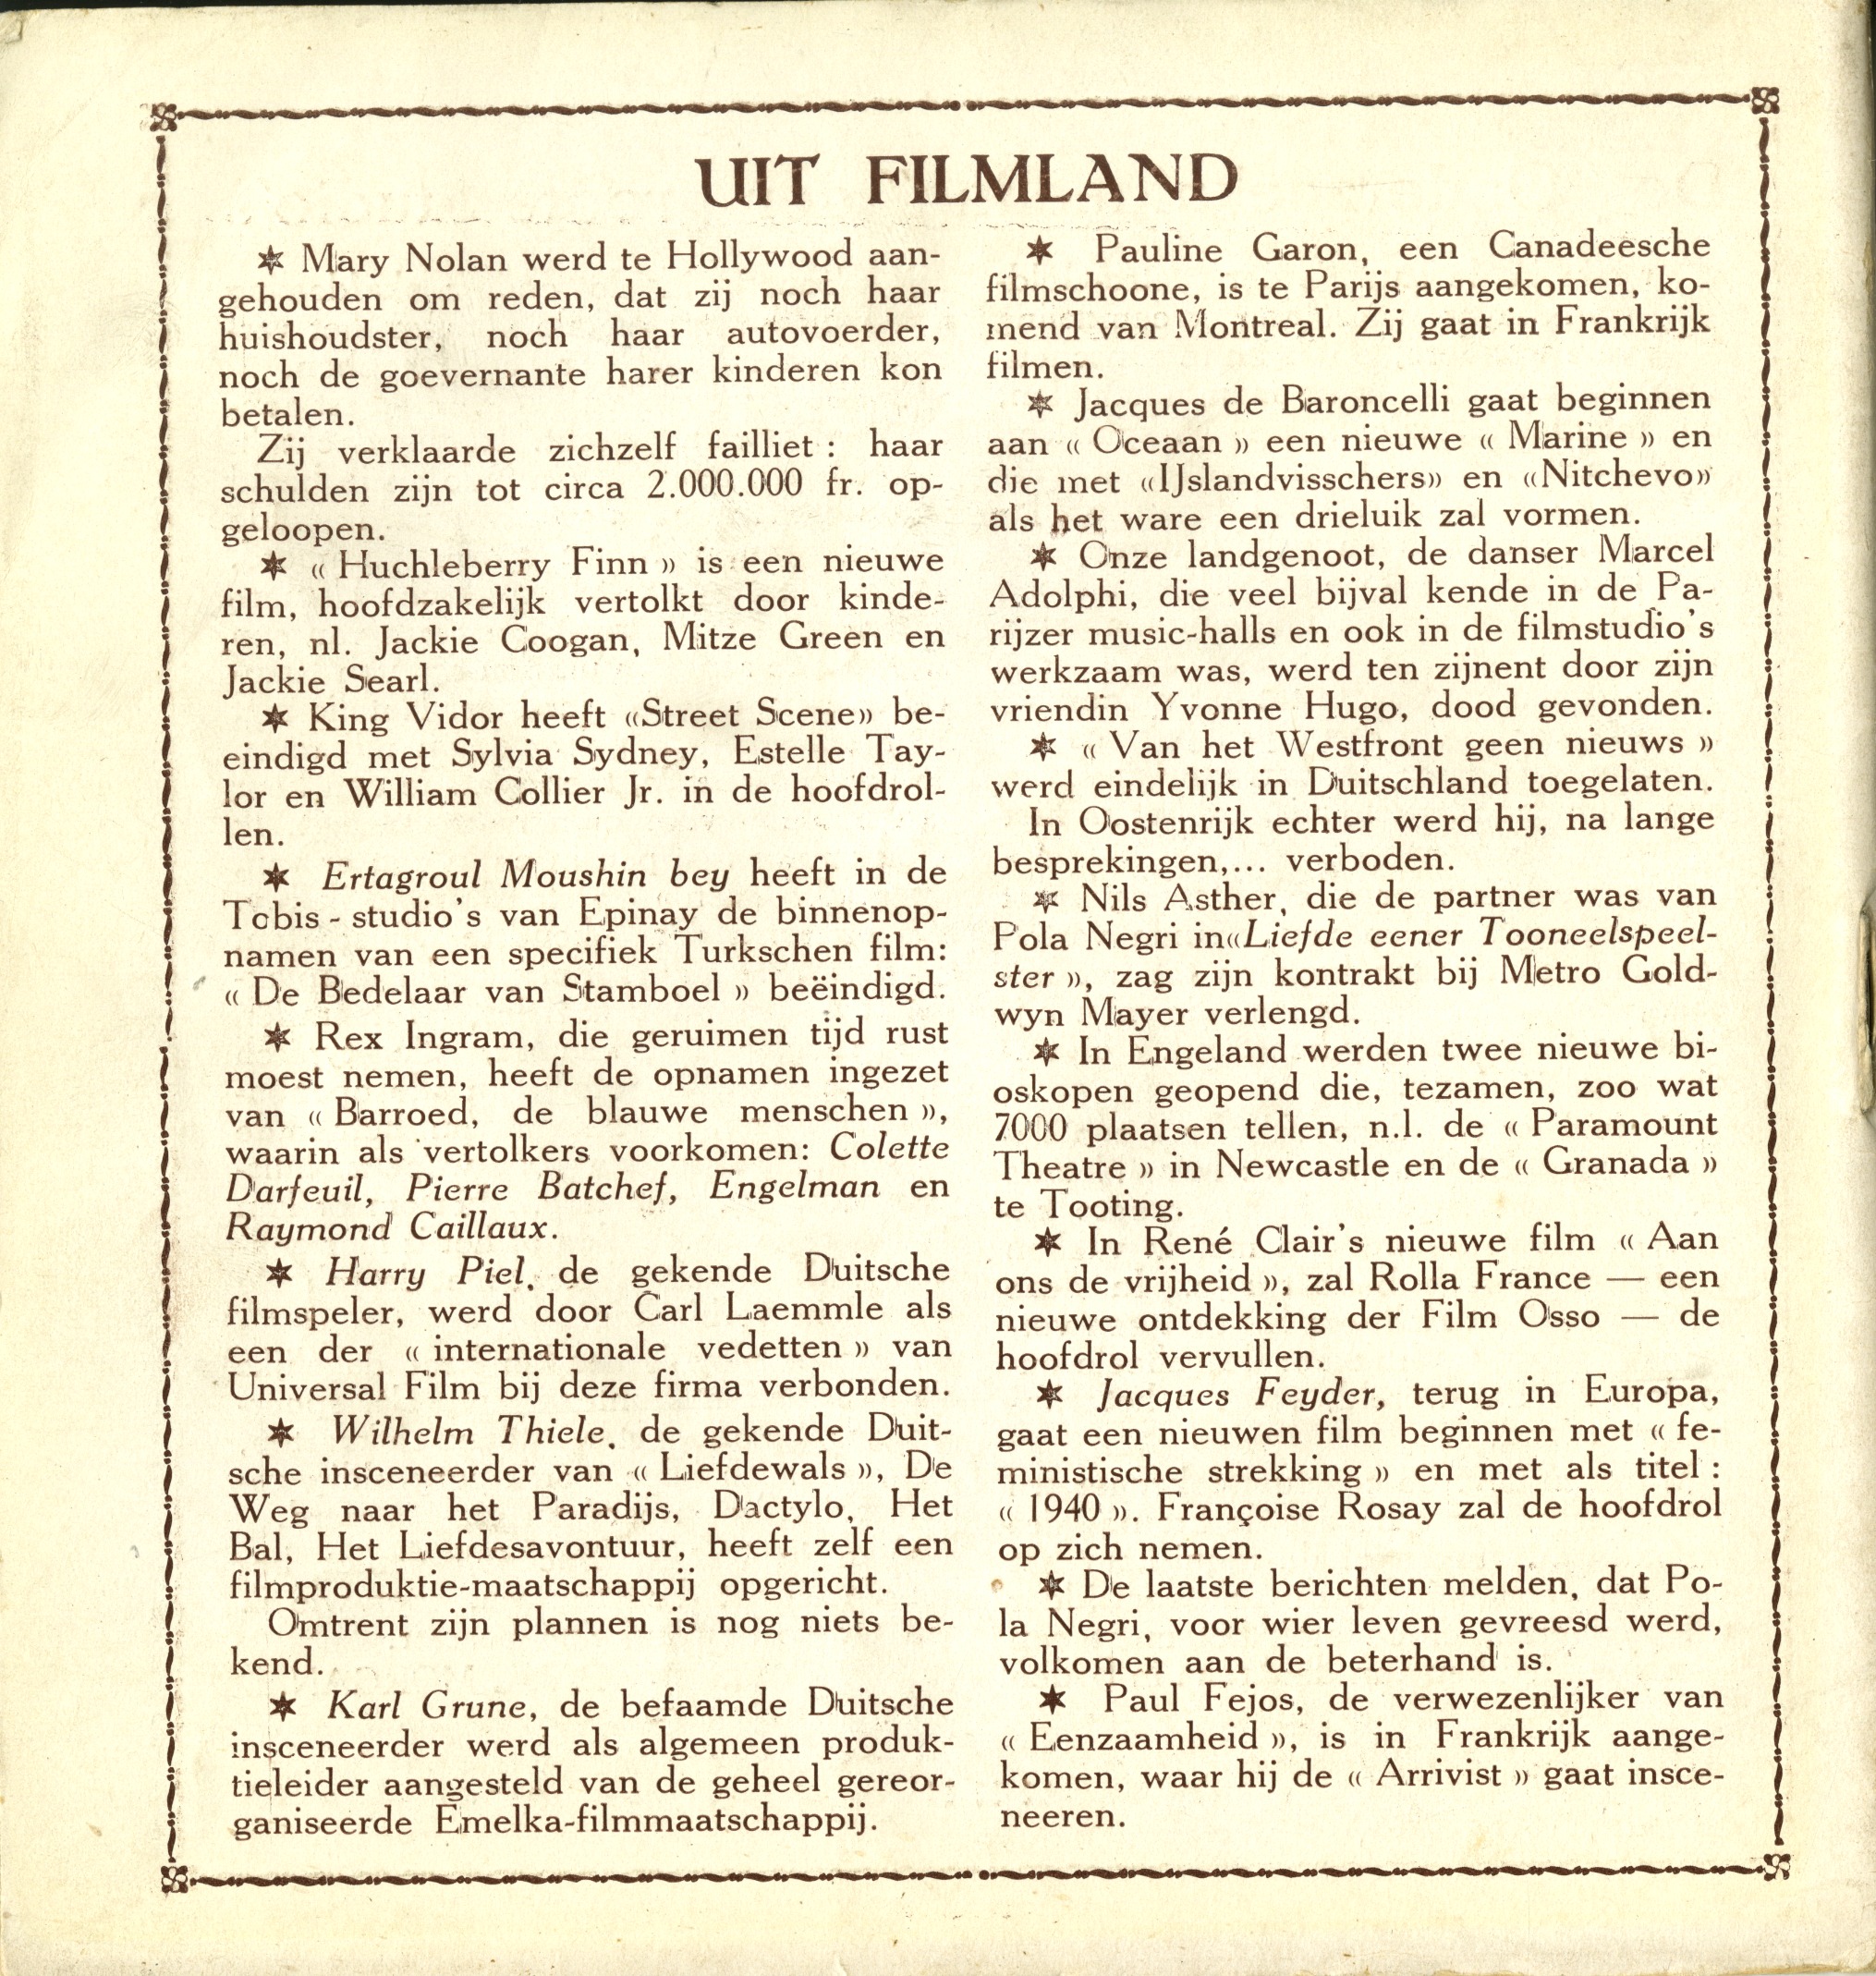 UIT FILMLAND
✶ Mary Nolan werd te Hollywood aan-
gehouden om reden, dat zij noch haar
huishoudster, noch haar autovoerder,
noch de goevernante harer kinderen kon
betalen.
Zij verklaarde zichzelf failliet : haar
schulden zijn tot circa 2.000.000 fr. op-
geloopen.
✶ « Huchleberry Finn » is een nieuwe
film, hoofdzakelijk vertolkt door kinde-
ren, nl. Jackie Coogan, Mitze Green en
Jackie Searl.
✶ King Vidor heeft «Street Scene» be-
eindigd met Sylvia Sydney, Estelle Tay-
lor en William Collier Jr. in de hoofdrol-
len.
✶ Ertagroul Moushin bey heeft in de
Tobis - studio's van Epinay de binnenop-
namen van een specifiek Turkschen film:
« De Bedelaar van Stamboel » beëindigd.
✶ Rex Ingram, die geruimen tijd rust
moest nemen, heeft de opnamen ingezet
van « Barroed, de blauwe menschen »,
waarin als vertolkers voorkomen: Colette
Darfeuil, Pierre Batchef, Engelman en
Raymond Caillaux.
✶ Harry Piel, de gekende Duitsche
filmspeler, werd door Carl Laemmle als
een der « internationale vedetten » van
Universal Film bij deze firma verbonden.
✶ Wilhelm Thiele, de gekende Duit-
sche insceneerder van « Liefdewals », De
Weg naar het Paradijs, Dactylo, Het
Bal, Het Liefdesavontuur, heeft zelf een
filmproduktie-maatschappij opgericht.
Omtrent zijn plannen is nog niets be-
kend.
✶ Karl Grune, de befaamde Duitsche
insceneerder werd als algemeen produk-
tieleider aangesteld van de geheel gereor-
ganiseerde Emelka-filmmaatschappij.
✶ Pauline Garon, een Canadeesche
filmschoone, is te Parijs aangekomen, ko-
mend van Montreal. Zij gaat in Frankrijk
filmen.
✶ Jacques de Baroncelli gaat beginnen
aan « Oceaan » een nieuwe « Marine » en
die met «IJslandvisschers» en «Nitchevo»
als het ware een drieluik zal vormen.
✶ Onze landgenoot, de danser Marcel
Adolphi, die veel bijval kende in de Pa-
rijzer music-halls en ook in de filmstudio's
werkzaam was, werd ten zijnent door zijn
vriendin Yvonne Hugo, dood gevonden.
✶ « Van het Westfront geen nieuws »
werd eindelijk in Duitschland toegelaten.
In Oostenrijk echter werd hij, na lange
besprekingen,... verboden.
✶ Nils Asther, die de partner was van
Pola Negri in«Liefde eener Tooneelspeel-
ster », zag zijn kontrakt bij Metro Gold-
wyn Mayer verlengd.
✶ In Engeland werden twee nieuwe bi-
oskopen geopend die, tezamen, zoo wat
7000 plaatsen tellen, n.l. de « Paramount
Theatre » in Newcastle en de « Granada »
te Tooting.
✶ In René Clair's nieuwe film « Aan
ons de vrijheid », zal Rolla France — een
nieuwe ontdekking der Film Osso — de
hoofdrol vervullen.
✶ Jacques Feyder, terug in Europa,
gaat een nieuwen film beginnen met « fe-
ministische strekking » en met als titel :
« 1940 ». Françoise Rosay zal de hoofdrol
op zich nemen.
✶ De laatste berichten melden, dat Po-
la Negri, voor wier leven gevreesd werd,
volkomen aan de beterhand is.
✶ Paul Fejos, de verwezenlijker van
« Eenzaamheid », is in Frankrijk aange-
komen, waar hij de « Arrivist » gaat insce-
neeren.